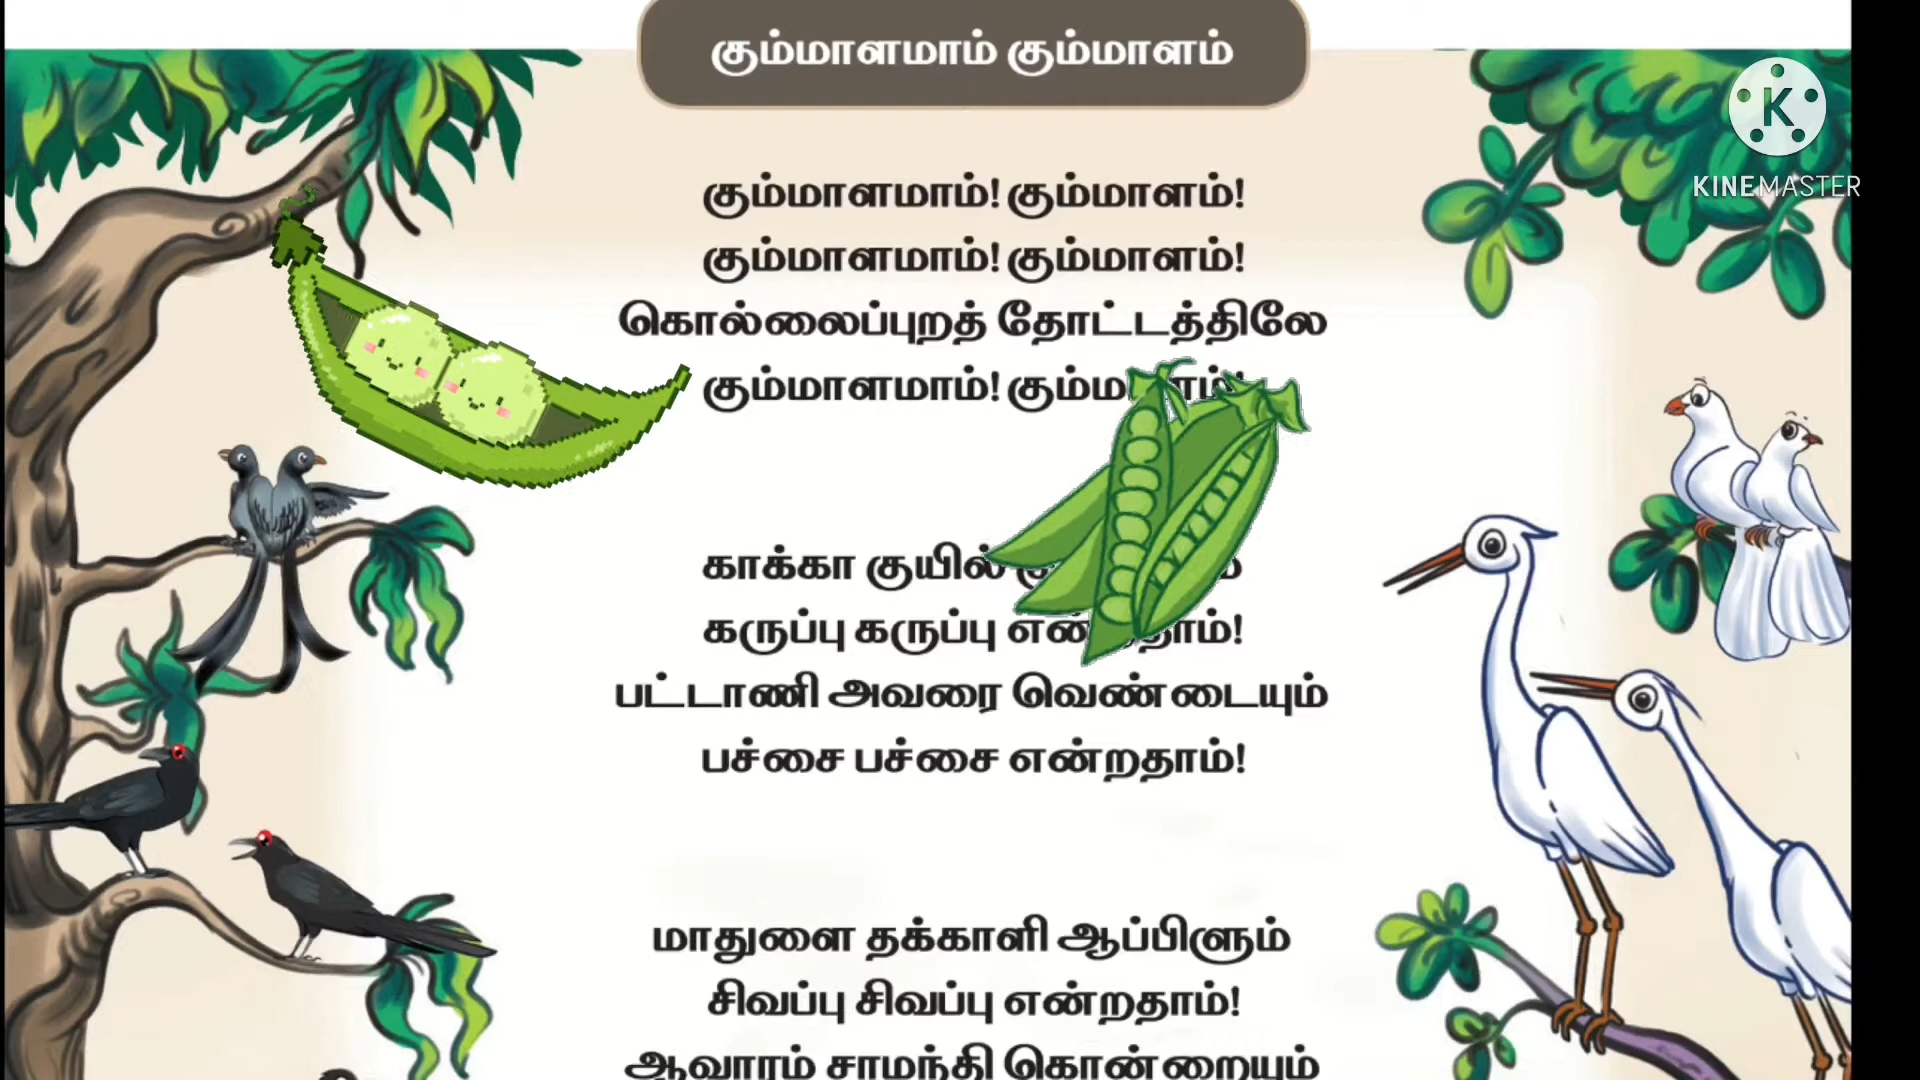 கும்மாளமாம் கும்மாளம்
KINEMASTER
கும்மாளமாம்! கும்மாளம்!
கும்மாளமாம்! கும்மாளம்!
கொல்லைப்புறத் தோட்டத்திலே
கும்மாளமாம்!
காக்கா குயில்
கருப்பு கருப்பு
பட்டாணி அவரை வெண்டையும்
பச்சை பச்சை என்றதாம்!
மாதுளை தக்காளி ஆப்பிளும்
சிவப்பு சிவப்பு என்றதாம்!
ஆவாரம் சாமந்தி கொன்றையும்